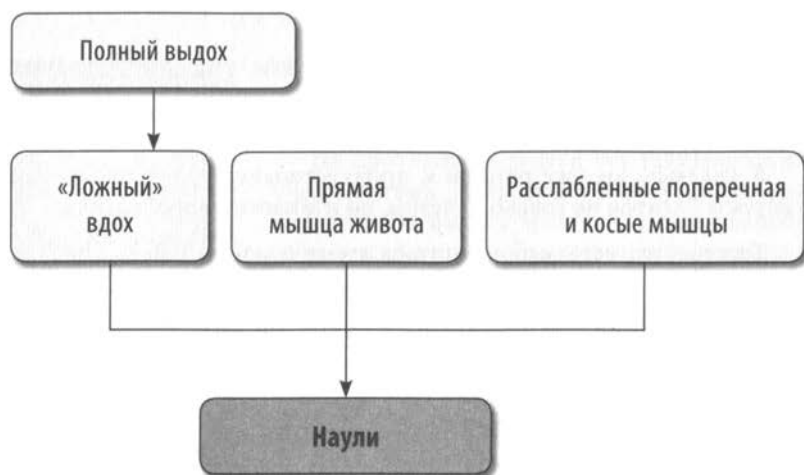 Полный выдох
«Ложный»
вдох
Прямая
мышца живота
Расслабленные поперечная
и косые мышцы
Наули